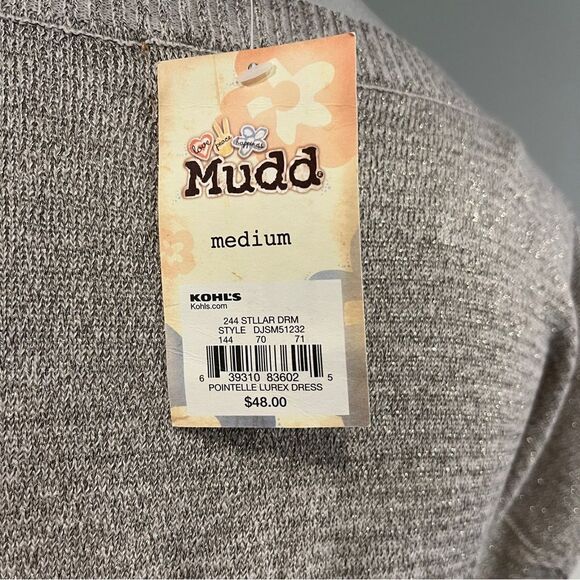 love peace happiness
Mudd®
medium
KOHL'S
Kohls.com
244 STLLAR DRM
STYLE DJSM51232
144 70 71
6 39310 83602 5
POINTELLE LUREX DRESS
$48.00